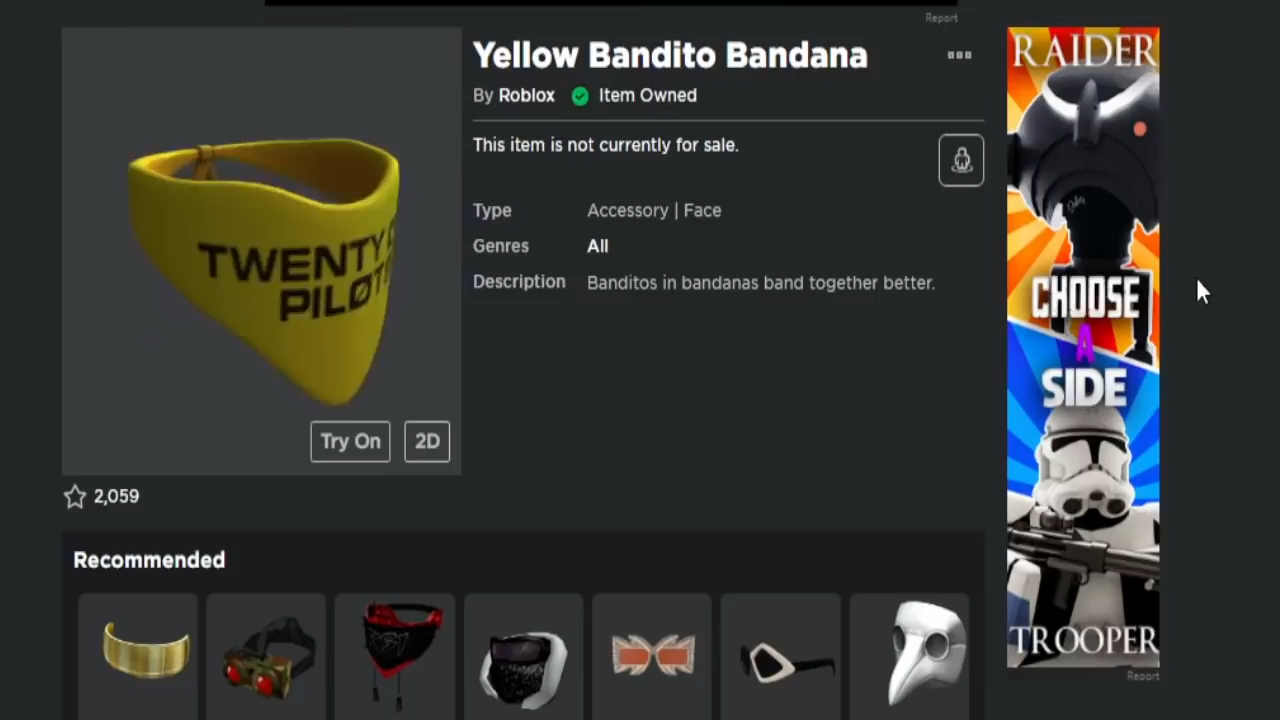 Report
Yellow Bandito Bandana
By Roblox Item Owned
This item is not currently for sale.
Type Accessory | Face
Genres All
Description Banditos in bandanas band together better.
TWENTY
PILØT
Try On 2D
2,059
Recommended
RAIDER
CHOOSE
A
SIDE
TROOPER
Report